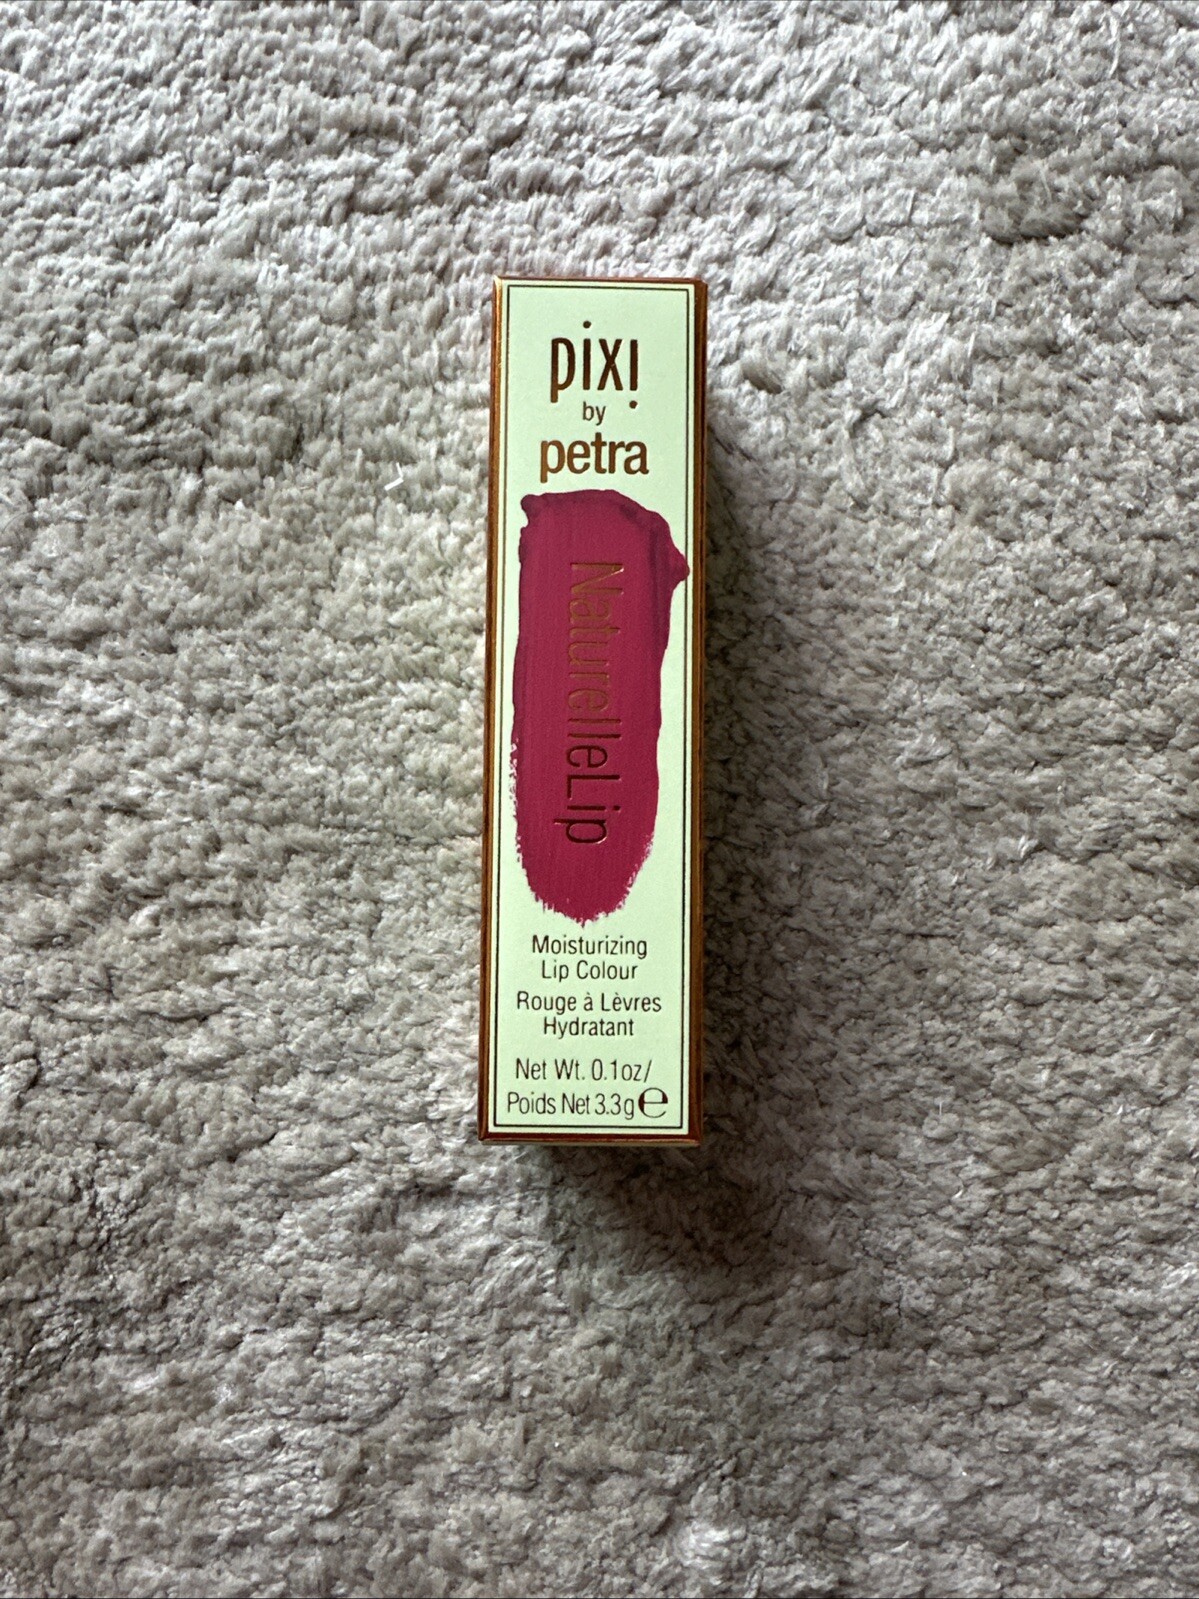 pixi
by
petra
NaturelleLip
Moisturizing
Lip Colour
Rouge à Lèvres
Hydratant
Net Wt. 0.1oz/
Poids Net 3.3g ℮